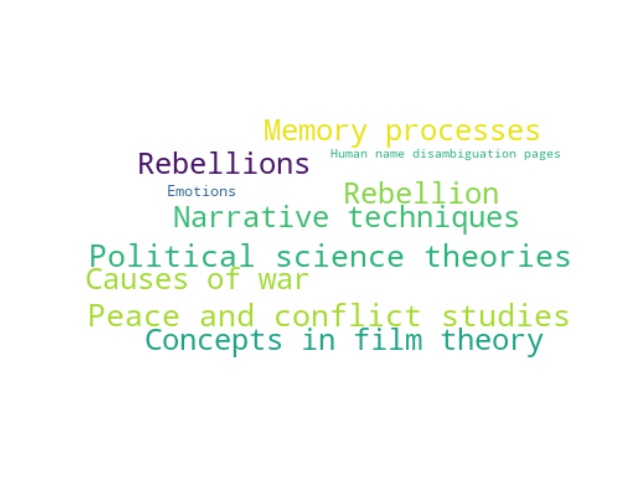 Memory processes
Human name disambiguation pages
Rebellions
Emotions
Rebellion
Narrative techniques
Political science theories
Causes of war
Peace and conflict studies
Concepts in film theory